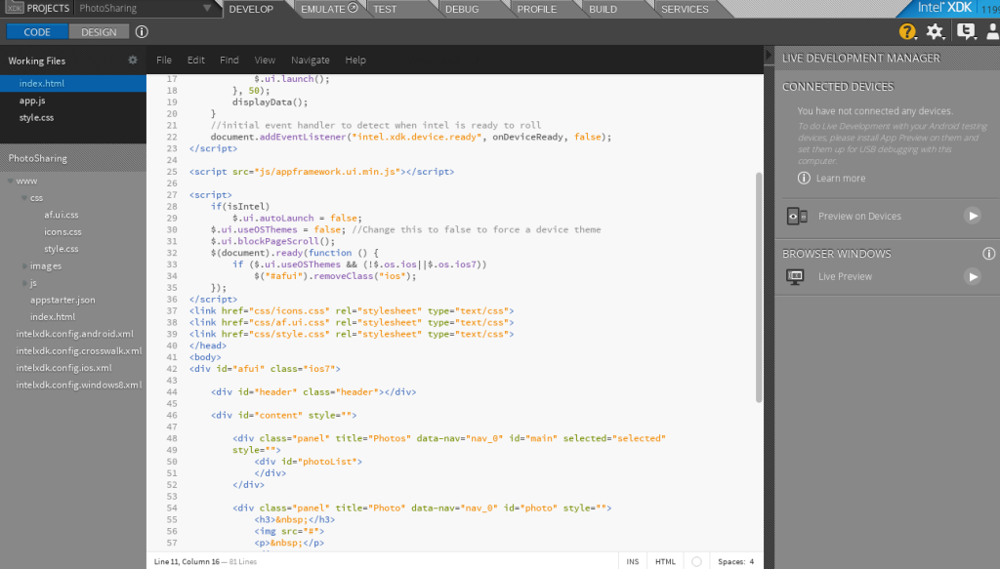 PROJECTS PhotoSharing DEVELOP EMULATE TEST DEBUG PROFILE BUILD SERVICES Intel XDK 1199
CODE DESIGN
Working Files
index.html
app.js
style.css
PhotoSharing
www
css
af.ui.css
icons.css
style.css
images
js
appstarter.json
index.html
intelxdk.config.android.xml
intelxdk.config.crosswalk.xml
intelxdk.config.ios.xml
intelxdk.config.windows8.xml
File Edit Find View Navigate Help
17 $.ui.launch();
18 }, 50);
19 displayData();
20 }
21 //initial event handler to detect when intel is ready to roll
22 document.addEventListener("intel.xdk.device.ready", onDeviceReady, false);
23 </script>
24
25 <script src="js/appframework.ui.min.js"></script>
26
27 <script>
28 if(isIntel)
29 $.ui.autoLaunch = false;
30 $.ui.useOSThemes = false; //Change this to false to force a device theme
31 $.ui.blockPageScroll();
32 $(document).ready(function () {
33 if ($.ui.useOSThemes && (!$.os.ios||$.os.ios7))
34 $("#afui").removeClass("ios");
35 });
36 </script>
37 <link href="css/icons.css" rel="stylesheet" type="text/css">
38 <link href="css/af.ui.css" rel="stylesheet" type="text/css">
39 <link href="css/style.css" rel="stylesheet" type="text/css">
40 </head>
41 <body>
42 <div id="afui" class="ios7">
43
44 <div id="header" class="header"></div>
45
46 <div id="content" style="">
47
48 <div class="panel" title="Photos" data-nav="nav_0" id="main" selected="selected"
49 style="">
50 <div id="photoList">
51 </div>
52 </div>
53
54 <div class="panel" title="Photo" data-nav="nav_0" id="photo" style="">
55 <h3>&nbsp;</h3>
56 <img src="#">
57 <p>&nbsp;</p>
Line 11, Column 16 — 81 Lines INS HTML Spaces: 4
LIVE DEVELOPMENT MANAGER
CONNECTED DEVICES
You have not connected any devices.
To do Live Development with your Android testing
devices, please install App Preview on them and
set them up for USB debugging with this
computer.
Learn more
Preview on Devices
BROWSER WINDOWS
Live Preview